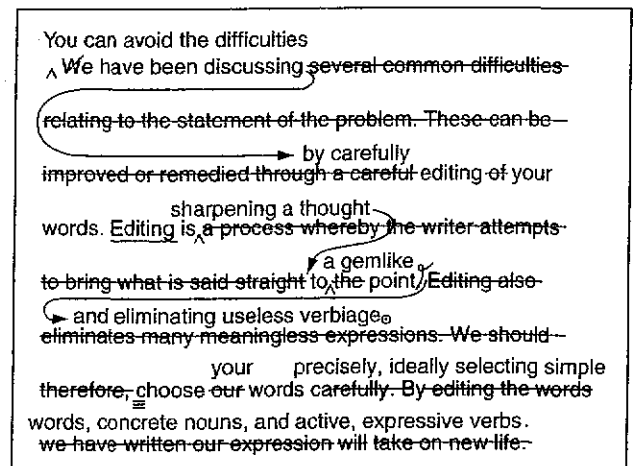 You can avoid the difficulties
We have been discussing several common difficulties
relating to the statement of the problem. These can be
by carefully
improved or remedied through a careful editing of your
sharpening a thought
words. Editing is a process whereby the writer attempts
a gemlike
to bring what is said straight to the point. Editing also
and eliminating useless verbiage.
eliminates many meaningless expressions. We should
your precisely, ideally selecting simple
therefore, choose our words carefully. By editing the words
words, concrete nouns, and active, expressive verbs.
we have written our expression will take on new life.